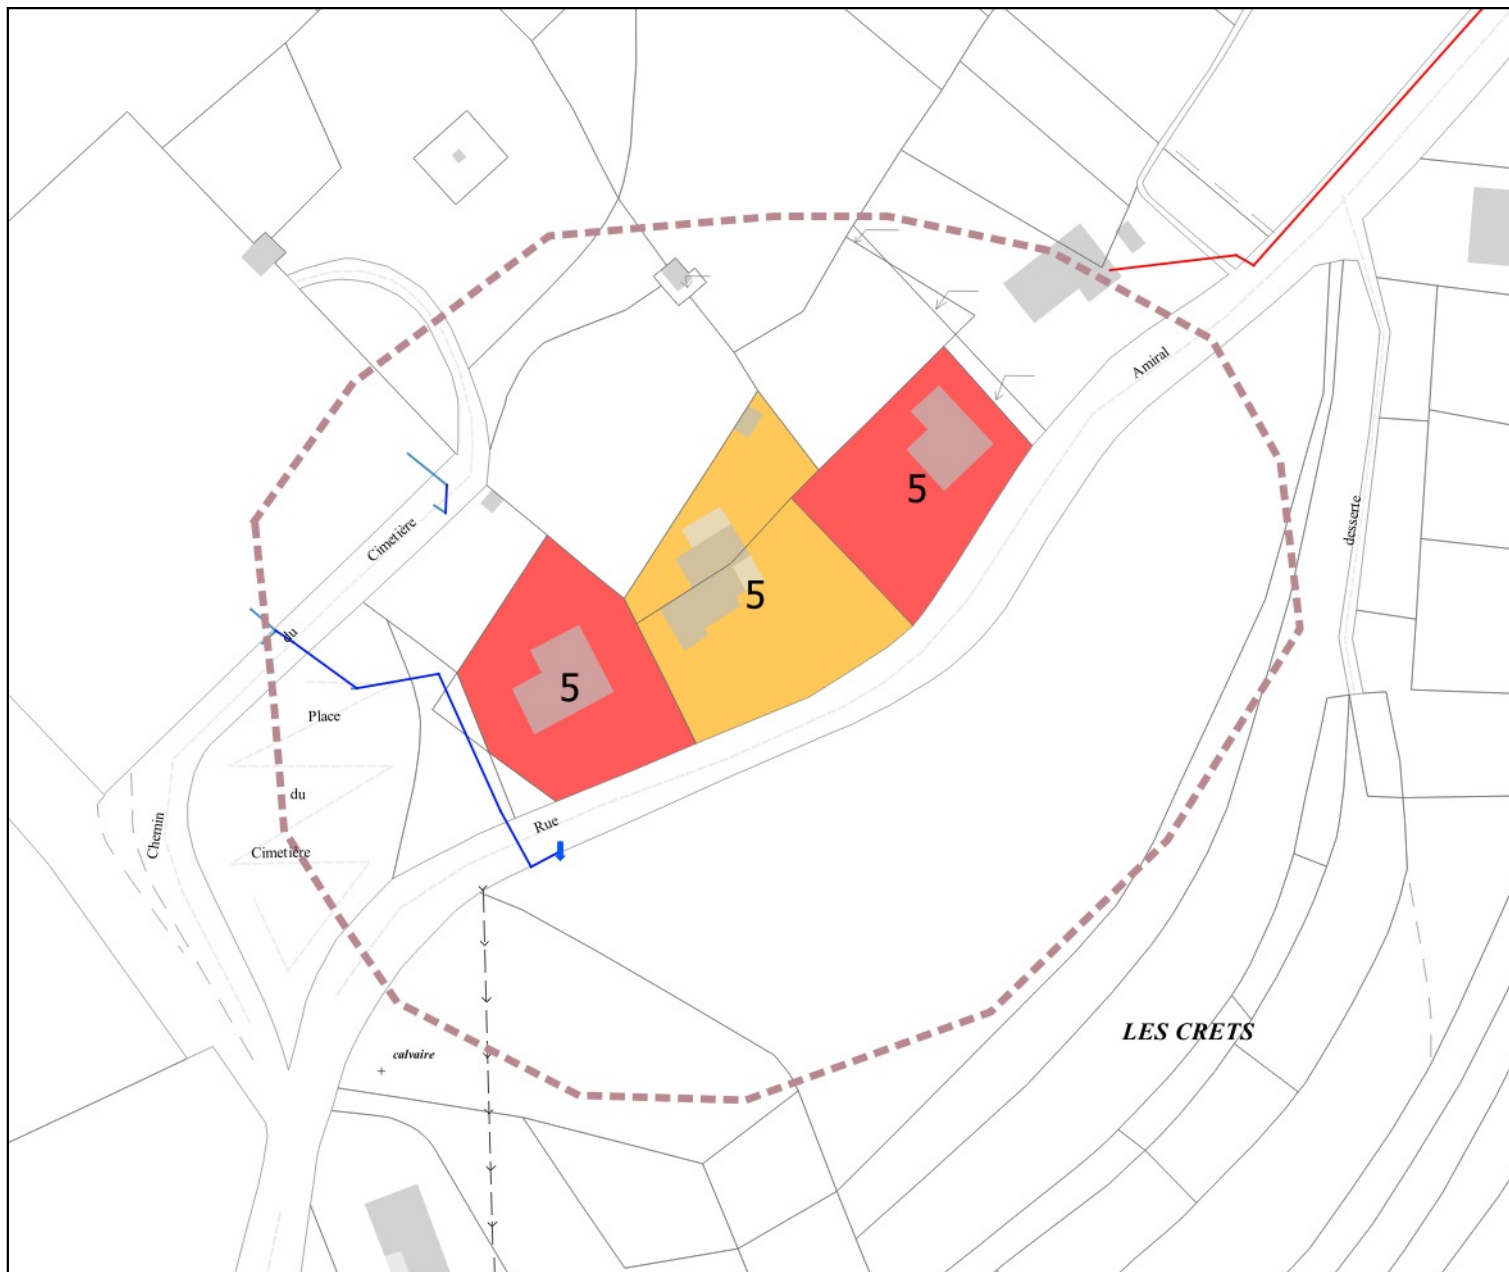 Amiral
5
desserte
Cimetière
5
du
5
Place
du
Rue
Chemin
Cimetière
LES CRETS
calvaire